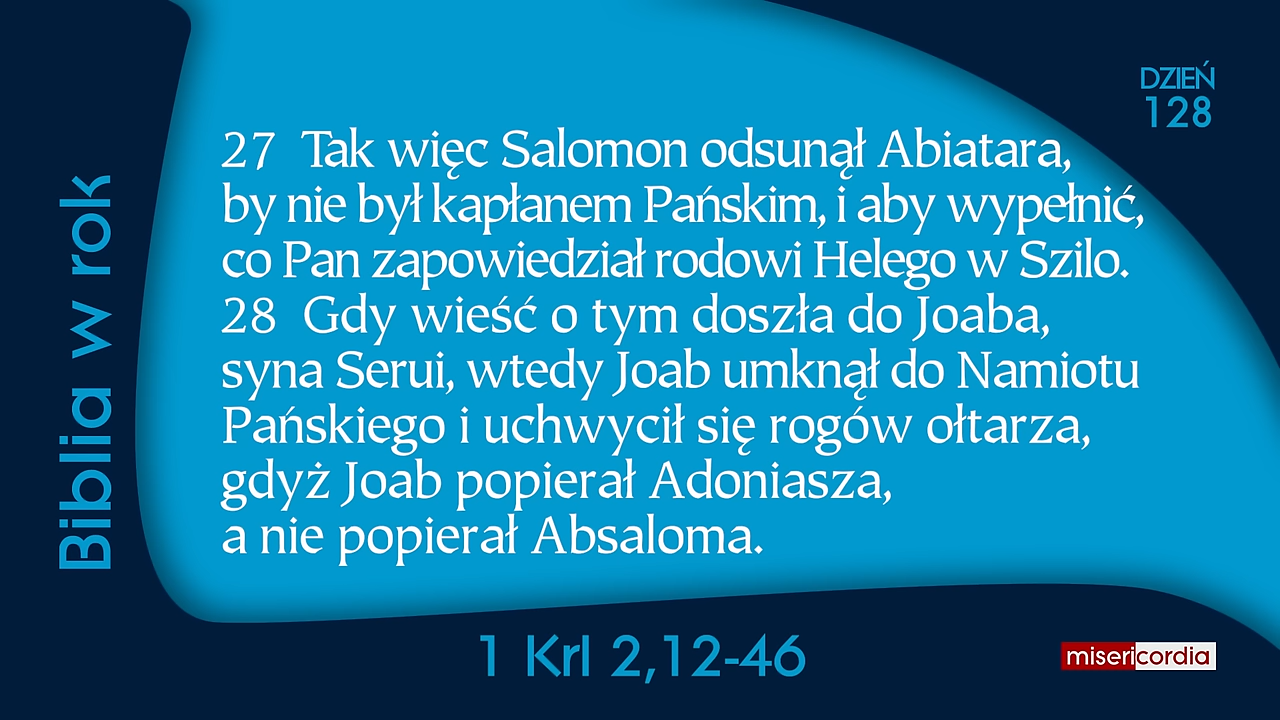 DZIEŃ
128
27 Tak więc Salomon odsunął Abiatara,
by nie był kapłanem Pańskim, i aby wypełnić,
co Pan zapowiedział rodowi Helego w Szilo.
28 Gdy wieść o tym doszła do Joaba,
syna Serui, wtedy Joab umknął do Namiotu
Pańskiego i uchwycił się rogów ołtarza,
gdyż Joab popierał Adoniasza,
a nie popierał Absaloma.
Biblia w rok
1 Krl 2,12-46
misericordia